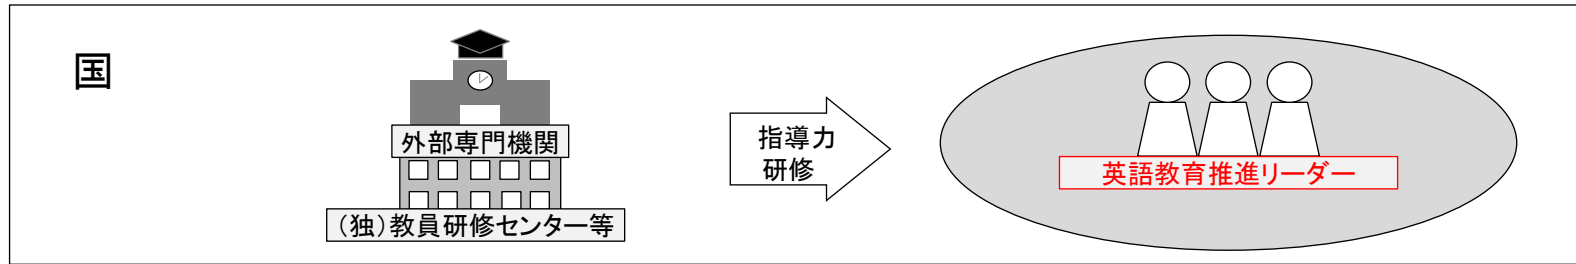 国
外部専門機関
（独）教員研修センター等
指導力
研修
英語教育推進リーダー